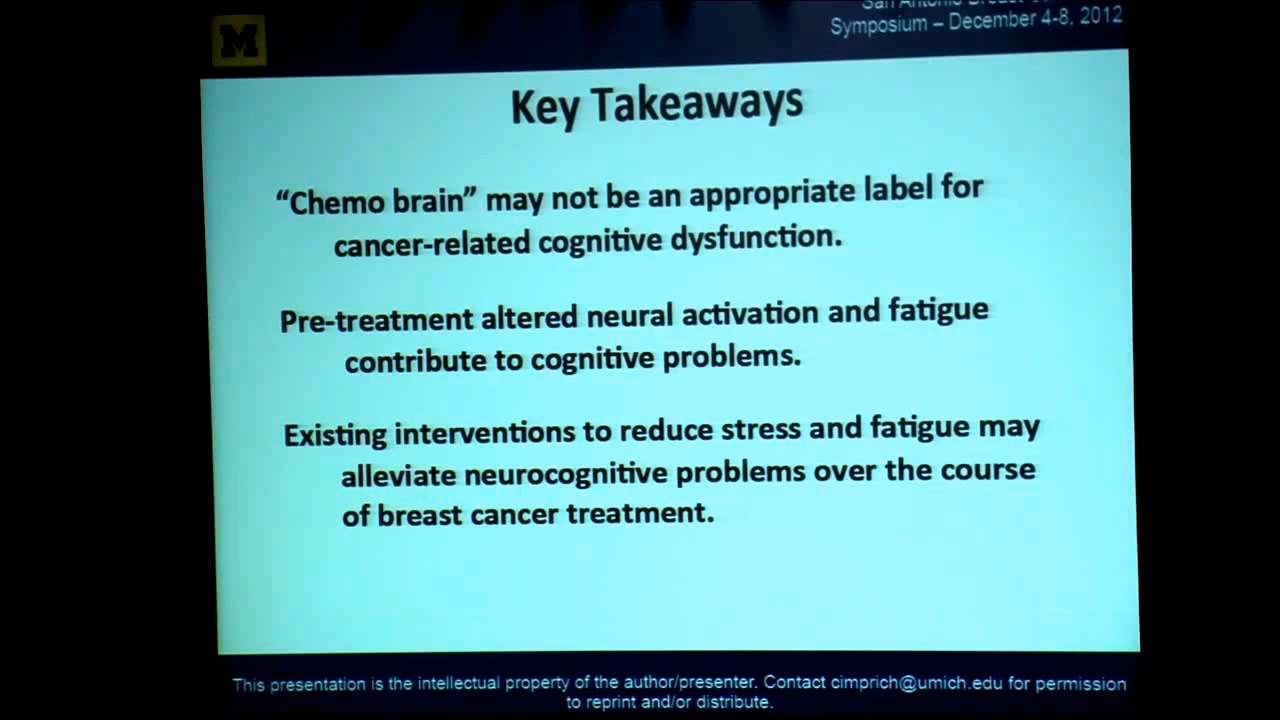 M
Symposium – December 4-8, 2012
Key Takeaways
“Chemo brain” may not be an appropriate label for
cancer-related cognitive dysfunction.
Pre-treatment altered neural activation and fatigue
contribute to cognitive problems.
Existing interventions to reduce stress and fatigue may
alleviate neurocognitive problems over the course
of breast cancer treatment.
This presentation is the intellectual property of the author/presenter. Contact cimprich@umich.edu for permission
to reprint and/or distribute.